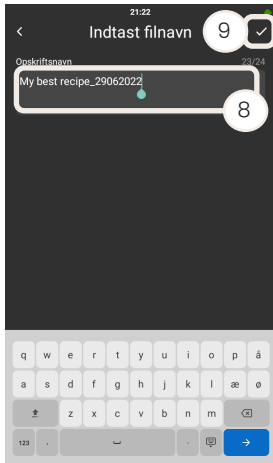 21:22
Indtast filnavn
9
Opskriftsnavn 23/24
My best recipe_29062022
8
q w e r t y u i o p å
a s d f g h j k l æ ø
z x c v b n m
123 , .